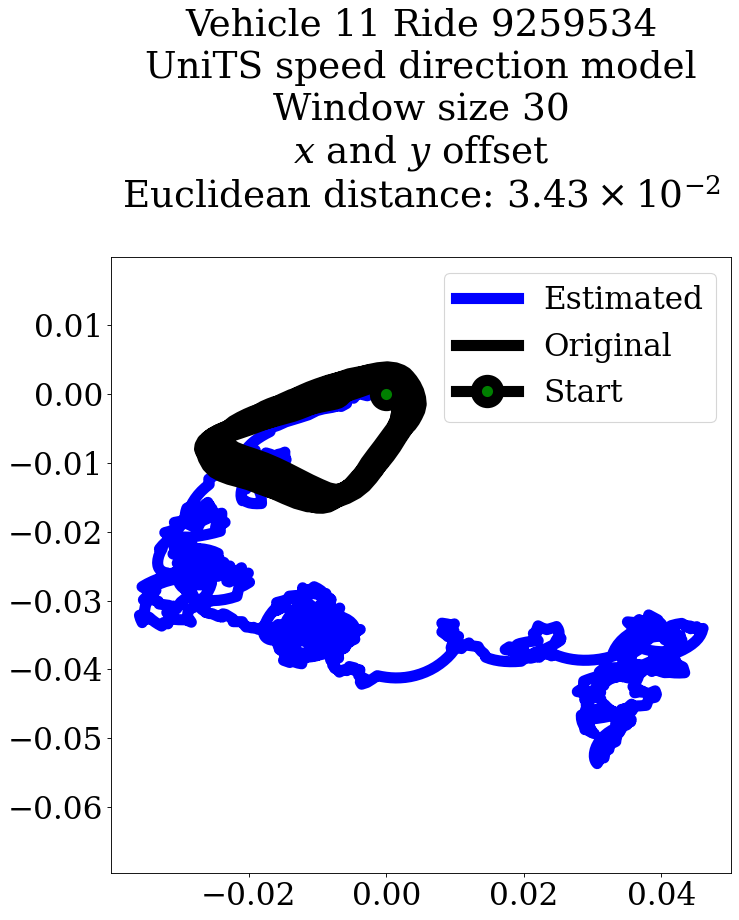 Vehicle 11 Ride 9259534
UniTS speed direction model
Window size 30
x and y offset
Euclidean distance: 3.43 × 10⁻²
Estimated
Original
Start
0.01
0.00
−0.01
−0.02
−0.03
−0.04
−0.05
−0.06
−0.02 0.00 0.02 0.04